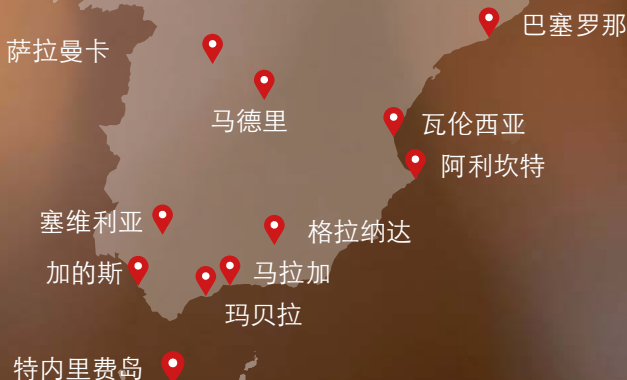 巴塞罗那
萨拉曼卡
马德里
瓦伦西亚
阿利坎特
塞维利亚
格拉纳达
加的斯
马拉加
玛贝拉
特内里费岛